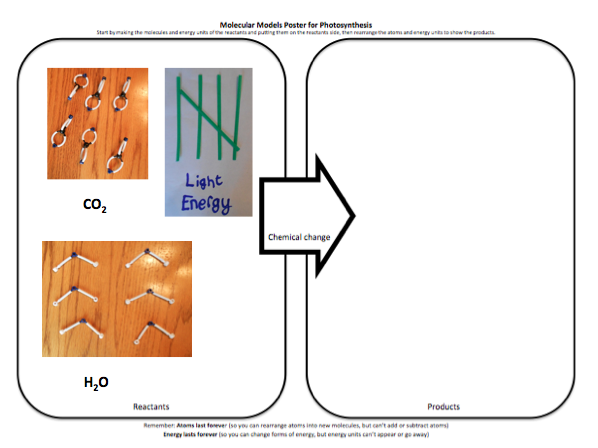 Molecular Models Poster for Photosynthesis
Start by making the molecules and energy units of the reactants and putting them on the reactants side, then rearrange the atoms and energy units to show the products.
Light
Energy
CO₂
Chemical change
H₂O
Reactants
Products
Remember: Atoms last forever (so you can rearrange atoms into new molecules, but can't add or subtract atoms)
Energy lasts forever (so you can change forms of energy, but energy units can't appear or go away)